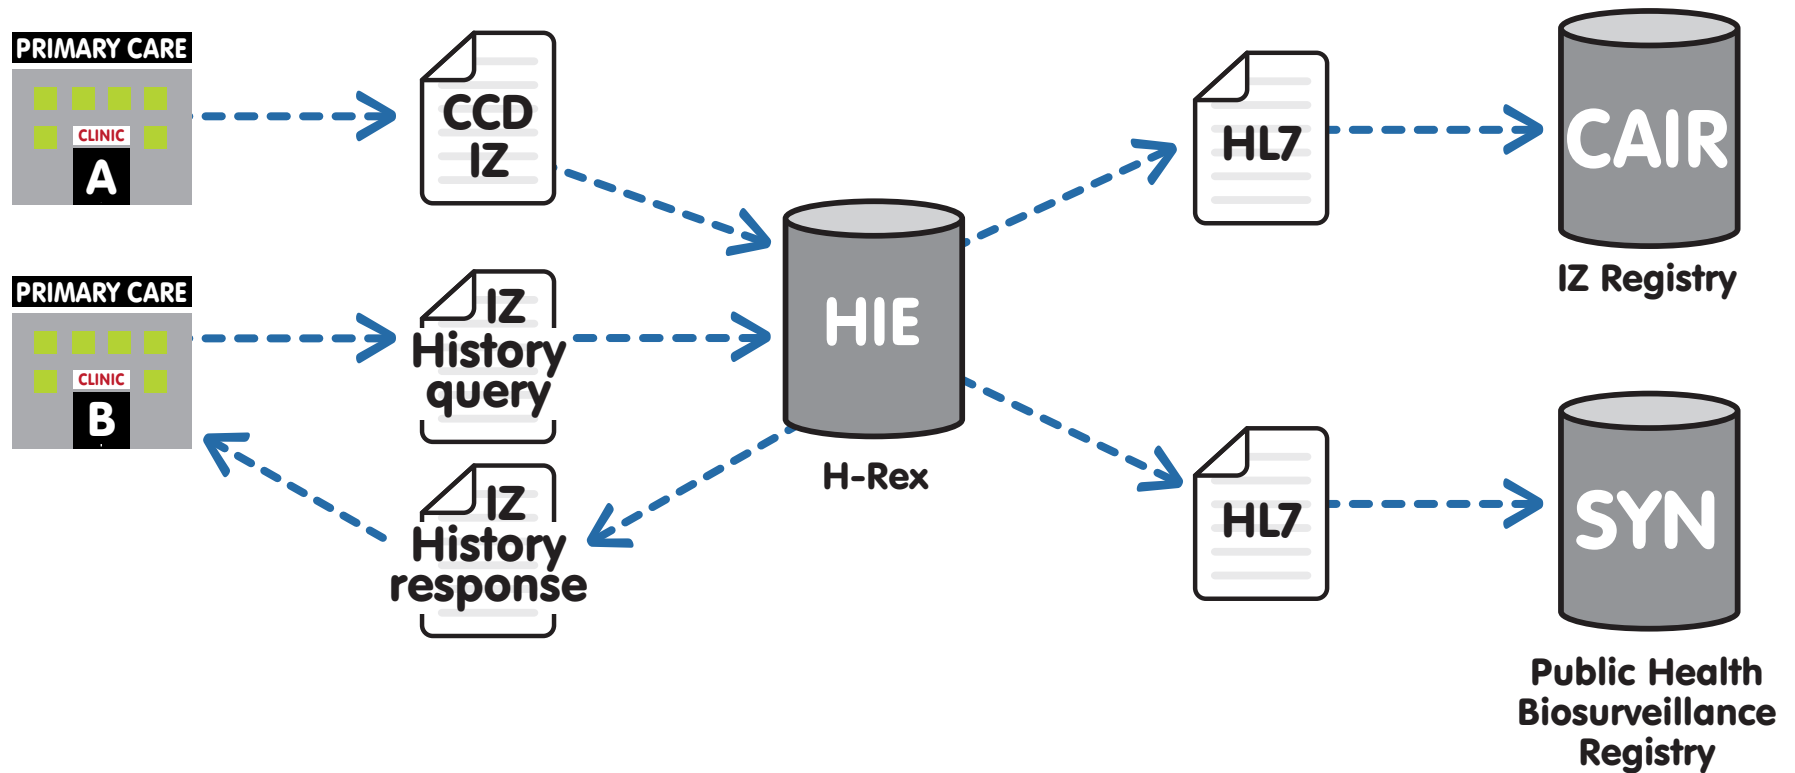 PRIMARY CARE
CLINIC
A
CCD
IZ
HL7
CAIR
IZ Registry
PRIMARY CARE
CLINIC
B
IZ
History
query
HIE
H-Rex
IZ
History
response
HL7
SYN
Public Health
Biosurveillance
Registry